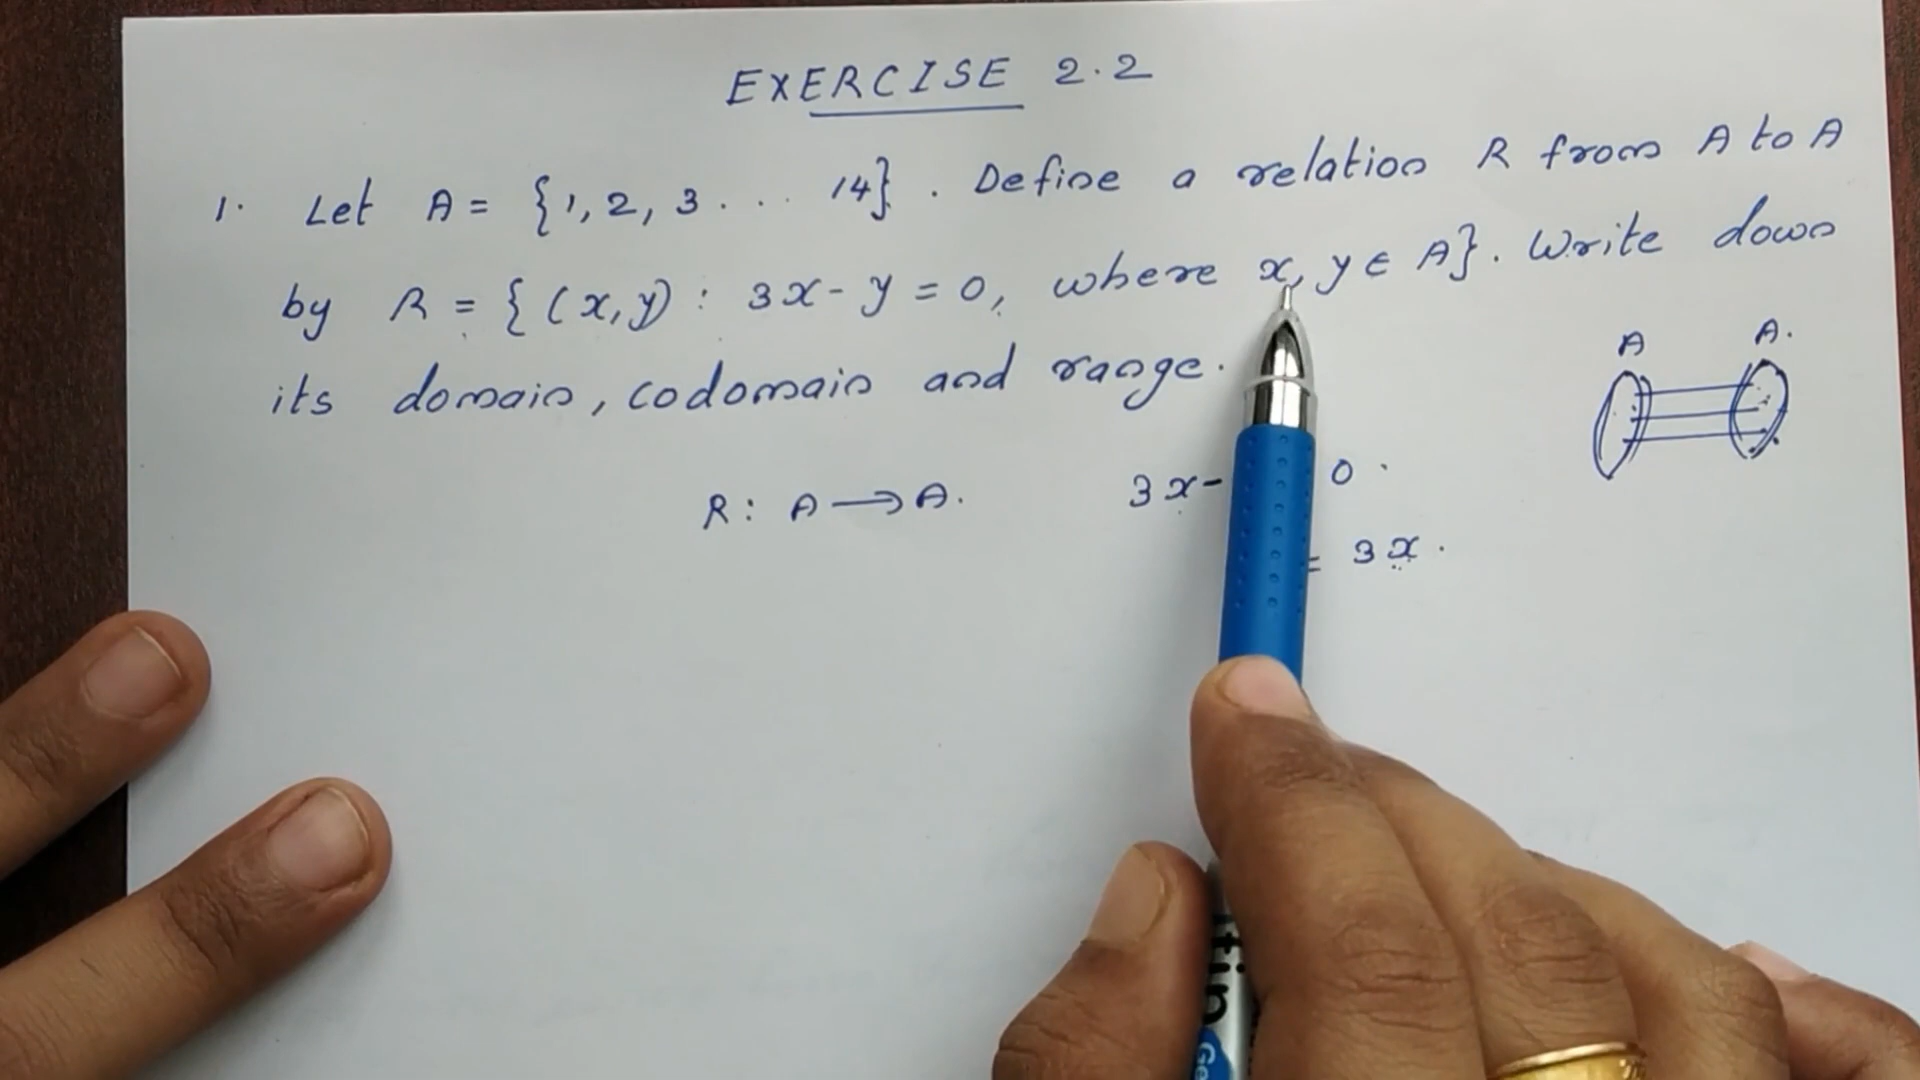 EXERCISE 2.2
1. Let A = {1, 2, 3 . . . 14} . Define a relation R from A to A
by R = { (x, y) : 3x - y = 0, where x, y ∈ A} . Write down
its domain, codomain and range.
A A.
R : A → A. 3x - 0 .
= 3x .